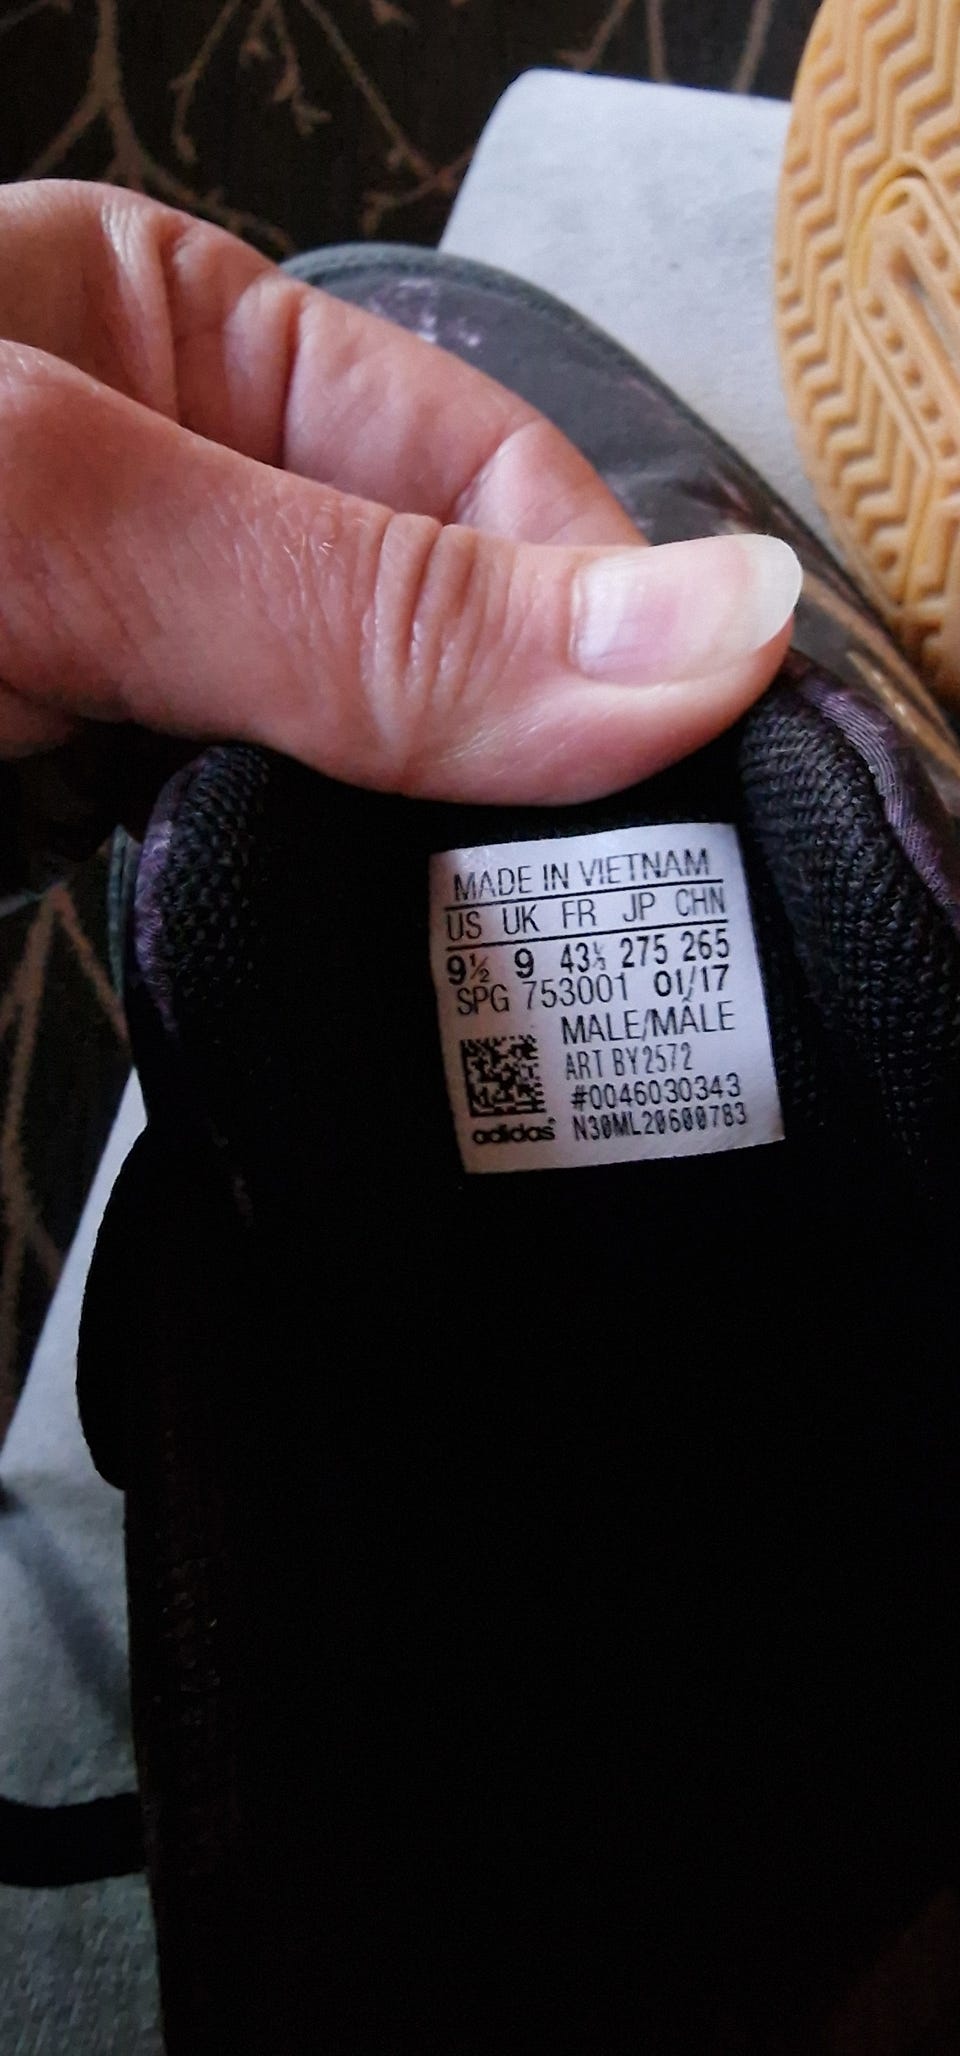 MADE IN VIETNAM
US UK FR JP CHN
9½ 9 43⅓ 275 265
SPG 753001 01/17
MALE/MÂLE
ART BY2572
#0046030343
adidas N30ML20600783